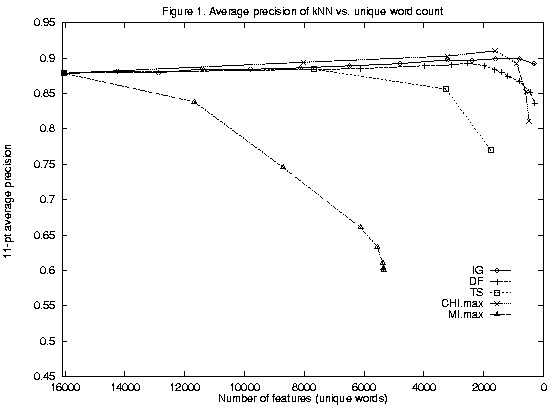 Figure 1. Average precision of kNN vs. unique word count
0.95
0.9
0.85
0.8
0.75
0.7
0.65
0.6
0.55
0.5
0.45
11-pt average precision
IG
DF
TS
CHI.max
MI.max
16000 14000 12000 10000 8000 6000 4000 2000 0
Number of features (unique words)